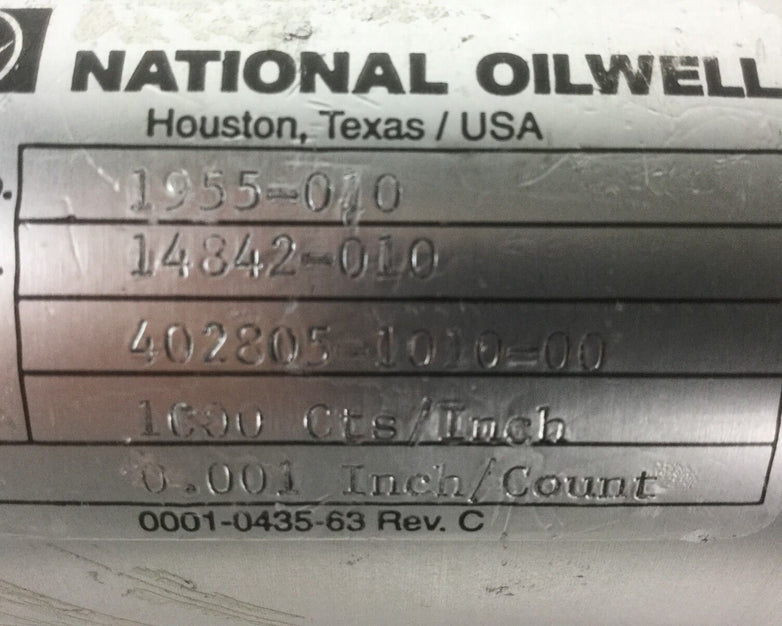 NATIONAL OILWELL
Houston, Texas / USA
1955-010
14842-010
402805-1010-00
1000 Cts/Inch
0.001 Inch/Count
0001-0435-63 Rev. C